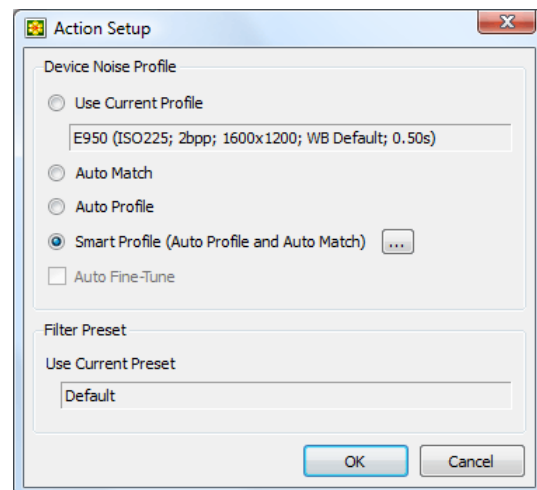 Action Setup
Device Noise Profile
Use Current Profile
E950 (ISO225; 2bpp; 1600x1200; WB Default; 0.50s)
Auto Match
Auto Profile
Smart Profile (Auto Profile and Auto Match) ...
Auto Fine-Tune
Filter Preset
Use Current Preset
Default
OK Cancel